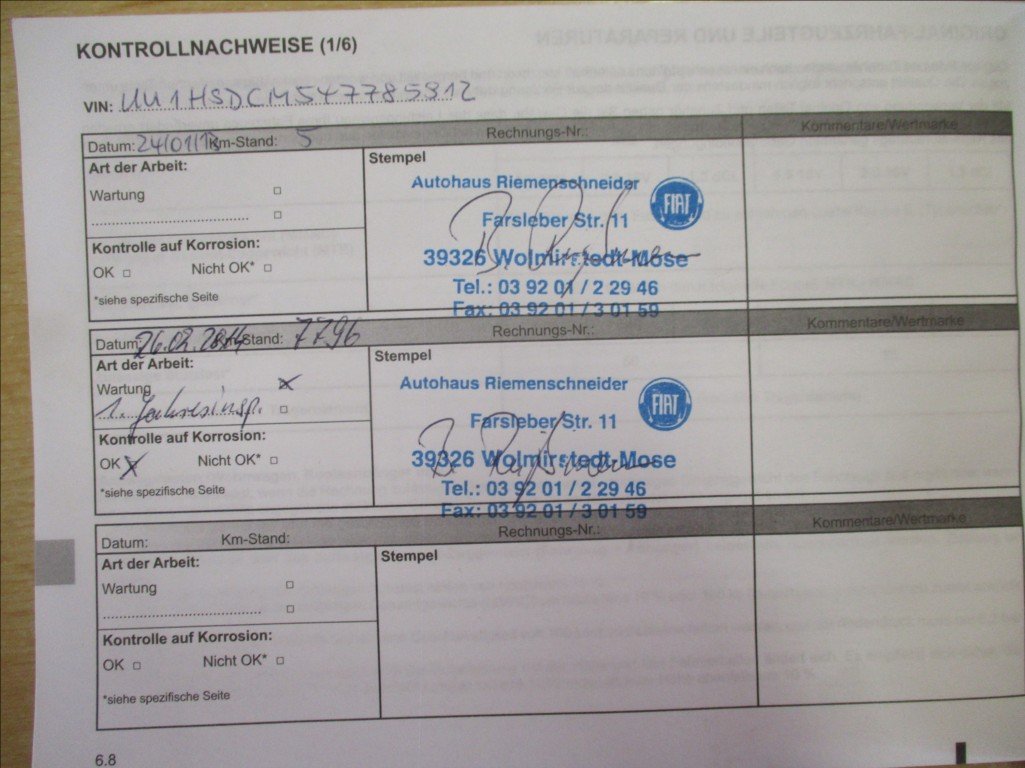 KONTROLLNACHWEISE (1/6)
VIN: UU1HSDCM547785912
Datum: 24/01/13 Km-Stand: 5 Rechnungs-Nr.: Kommentare/Wertmarke
Art der Arbeit:
Stempel
Wartung
Autohaus Riemenschneider FIAT
Farsleber Str. 11
Kontrolle auf Korrosion:
39326 Wolmirstedt-Mose
OK Nicht OK*
Tel.: 03 92 01 / 2 29 46
*siehe spezifische Seite
Fax: 03 92 01 / 3 01 59
Datum: 26.02.2014 Km-Stand: 7796 Rechnungs-Nr.: Kommentare/Wertmarke
Art der Arbeit:
Stempel
Wartung
Autohaus Riemenschneider FIAT
1. Jahresinsp.
Farsleber Str. 11
Kontrolle auf Korrosion:
39326 Wolmirstedt-Mose
OK Nicht OK*
Tel.: 03 92 01 / 2 29 46
*siehe spezifische Seite
Fax: 03 92 01 / 3 01 59
Datum: Km-Stand: Rechnungs-Nr.: Kommentare/Wertmarke
Art der Arbeit:
Stempel
Wartung
Kontrolle auf Korrosion:
OK Nicht OK*
*siehe spezifische Seite
6.8